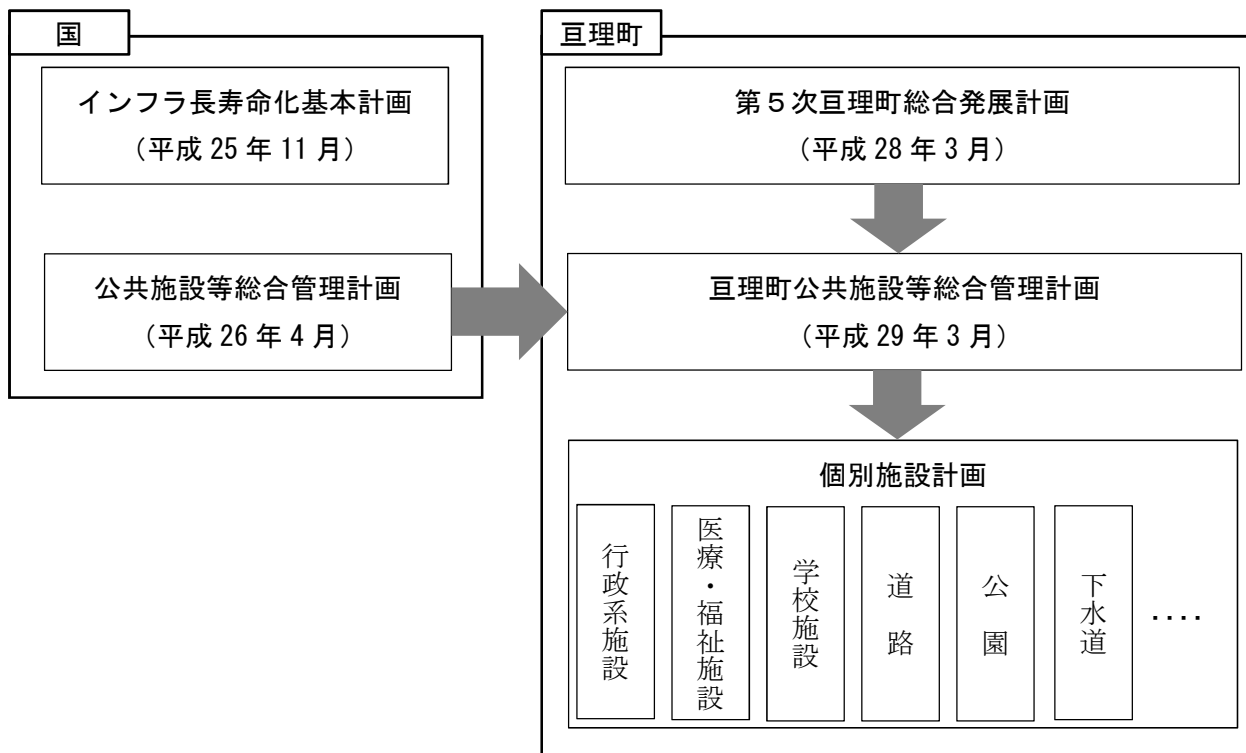 国
インフラ長寿命化基本計画
(平成 25 年 11 月)
公共施設等総合管理計画
(平成 26 年 4 月)
亘理町
第５次亘理町総合発展計画
(平成 28 年 3 月)
亘理町公共施設等総合管理計画
(平成 29 年 3 月)
個別施設計画
行政系施設
医療・福祉施設
学校施設
道路
公園
下水道
‥‥